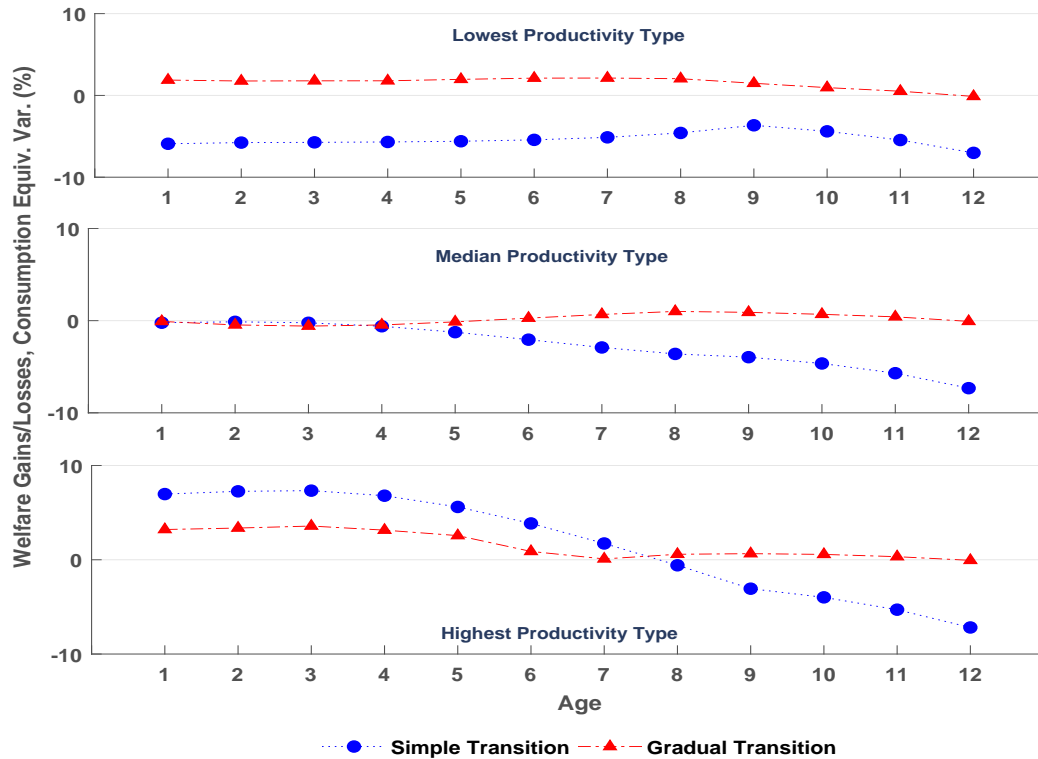 Welfare Gains/Losses, Consumption Equiv. Var. (%)
Lowest Productivity Type
10
0
-10
1 2 3 4 5 6 7 8 9 10 11 12
Median Productivity Type
10
0
-10
1 2 3 4 5 6 7 8 9 10 11 12
10
0
-10
Highest Productivity Type
1 2 3 4 5 6 7 8 9 10 11 12
Age
Simple Transition Gradual Transition